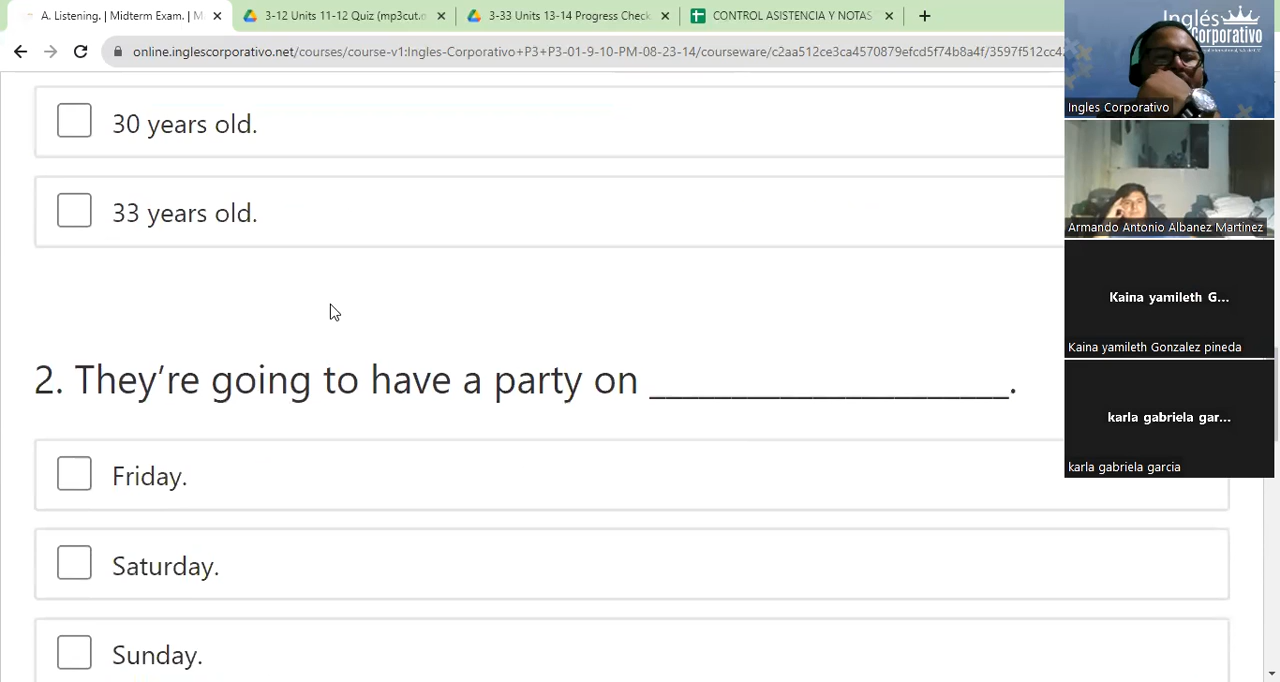 A. Listening. | Midterm Exam. | M
3-12 Units 11-12 Quiz (mp3cut.n
3-33 Units 13-14 Progress Check
CONTROL ASISTENCIA Y NOTAS
online.inglescorporativo.net/courses/course-v1:Ingles-Corporativo+P3+P3-01-9-10-PM-08-23-14/courseware/c2aa512ce3ca4570879efcd5f74b8a4f/3597f512cc4
Inglés
Corporativo
Ingles Corporativo
30 years old.
Armando Antonio Albanez Martinez
33 years old.
Kaina yamileth G...
Kaina yamileth Gonzalez pineda
2. They're going to have a party on ____________________.
karla gabriela gar...
karla gabriela garcia
Friday.
Saturday.
Sunday.